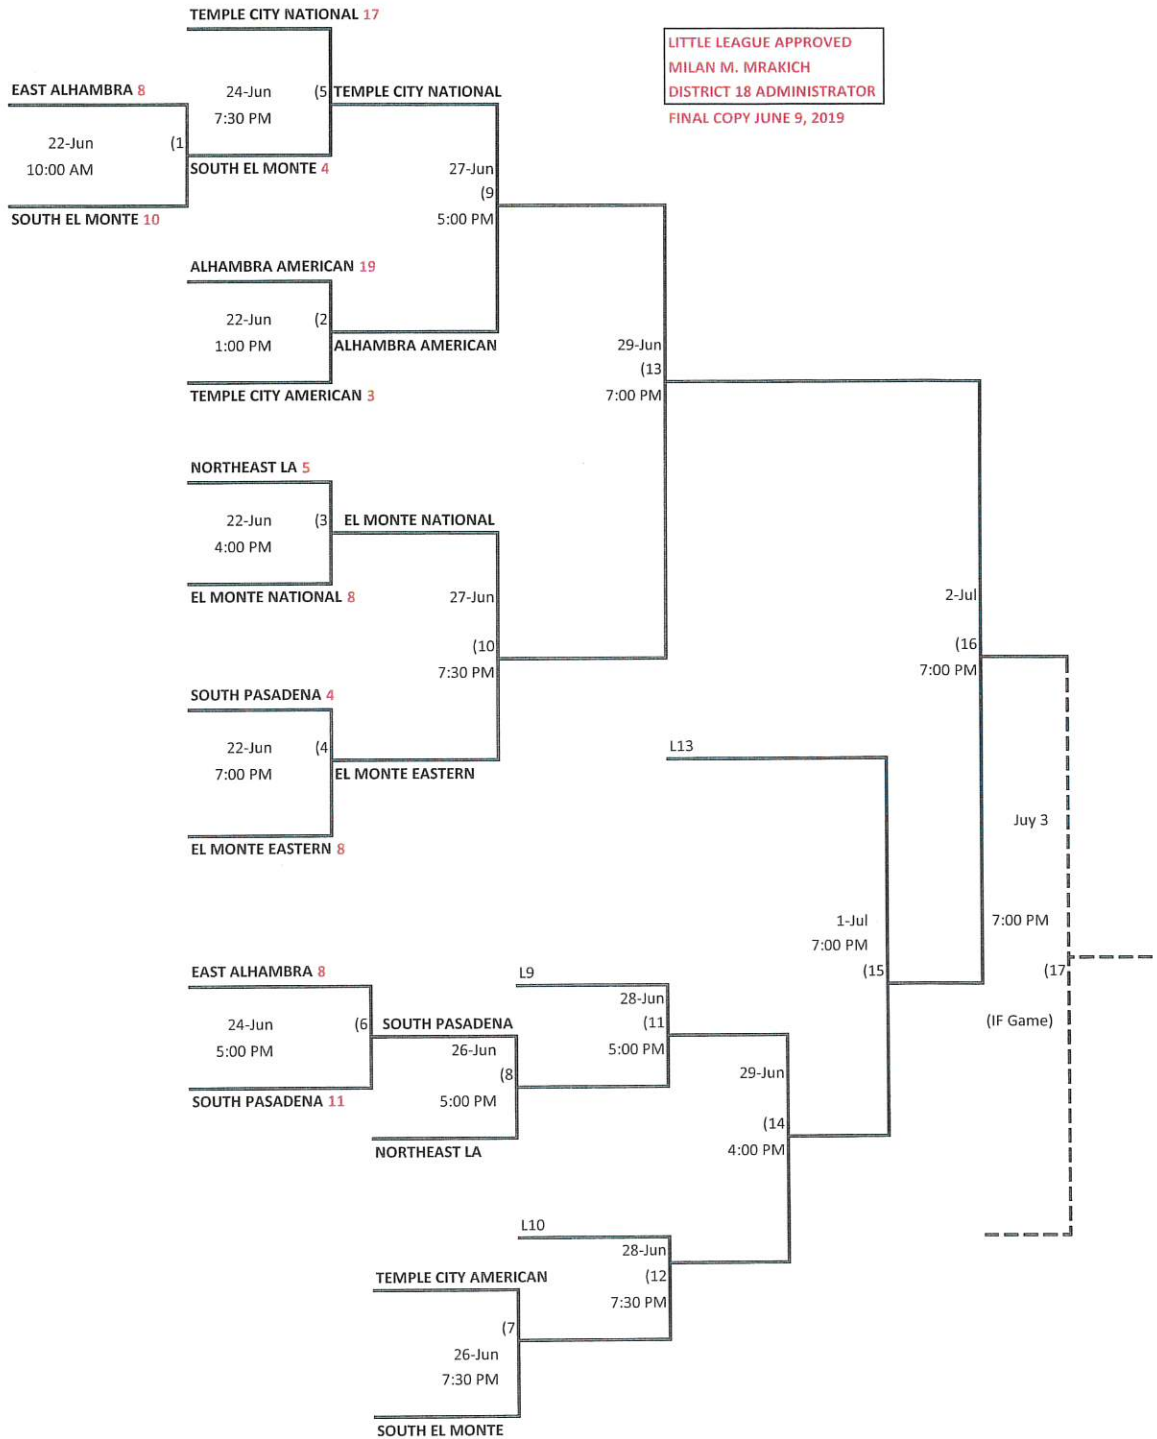 TEMPLE CITY NATIONAL 17
LITTLE LEAGUE APPROVED
MILAN M. MRAKICH
DISTRICT 18 ADMINISTRATOR
FINAL COPY JUNE 9, 2019
EAST ALHAMBRA 8
24-Jun
(5
TEMPLE CITY NATIONAL
7:30 PM
22-Jun
(1
10:00 AM
SOUTH EL MONTE 4
27-Jun
(9
5:00 PM
SOUTH EL MONTE 10
ALHAMBRA AMERICAN 19
22-Jun
(2
1:00 PM
ALHAMBRA AMERICAN
29-Jun
(13
7:00 PM
TEMPLE CITY AMERICAN 3
NORTHEAST LA 5
22-Jun
(3
EL MONTE NATIONAL
4:00 PM
EL MONTE NATIONAL 8
27-Jun
(10
7:30 PM
2-Jul
(16
7:00 PM
SOUTH PASADENA 4
22-Jun
(4
7:00 PM
EL MONTE EASTERN
L13
EL MONTE EASTERN 8
Juy 3
7:00 PM
(17
(IF Game)
1-Jul
7:00 PM
(15
EAST ALHAMBRA 8
L9
24-Jun
(6
5:00 PM
SOUTH PASADENA
28-Jun
(11
5:00 PM
26-Jun
(8
5:00 PM
SOUTH PASADENA 11
29-Jun
(14
4:00 PM
NORTHEAST LA
L10
28-Jun
(12
7:30 PM
TEMPLE CITY AMERICAN
(7
26-Jun
7:30 PM
SOUTH EL MONTE